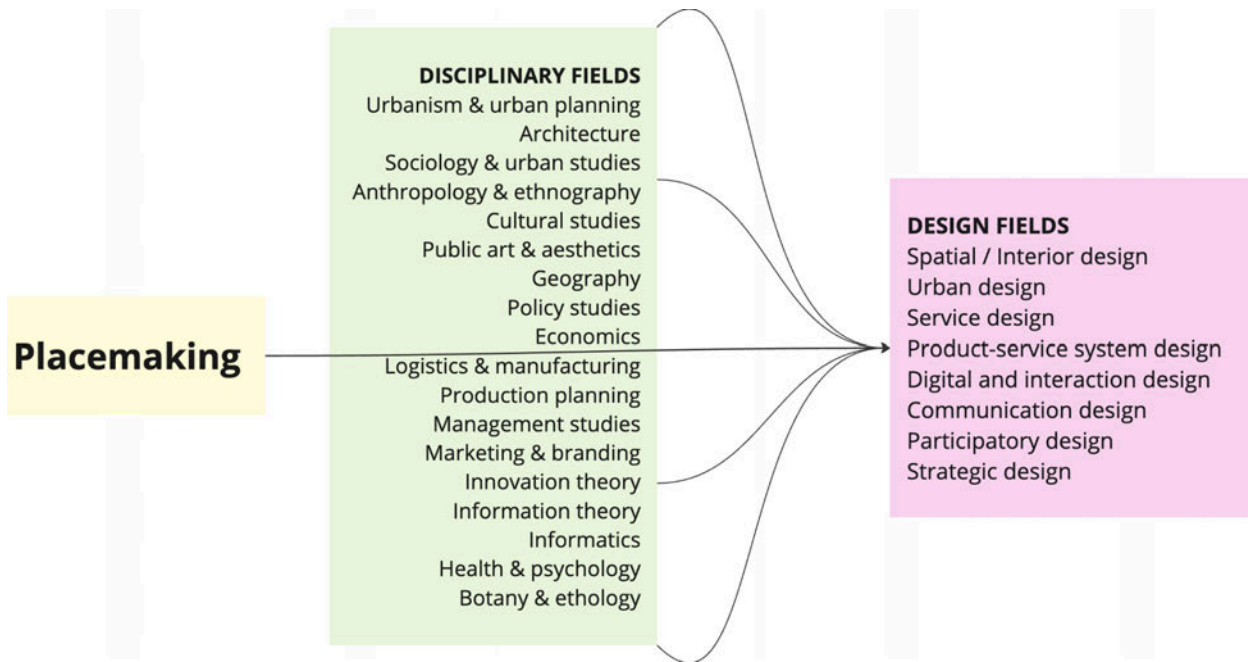 Placemaking
DISCIPLINARY FIELDS
Urbanism & urban planning
Architecture
Sociology & urban studies
Anthropology & ethnography
Cultural studies
Public art & aesthetics
Geography
Policy studies
Economics
Logistics & manufacturing
Production planning
Management studies
Marketing & branding
Innovation theory
Information theory
Informatics
Health & psychology
Botany & ethology
DESIGN FIELDS
Spatial / Interior design
Urban design
Service design
Product-service system design
Digital and interaction design
Communication design
Participatory design
Strategic design